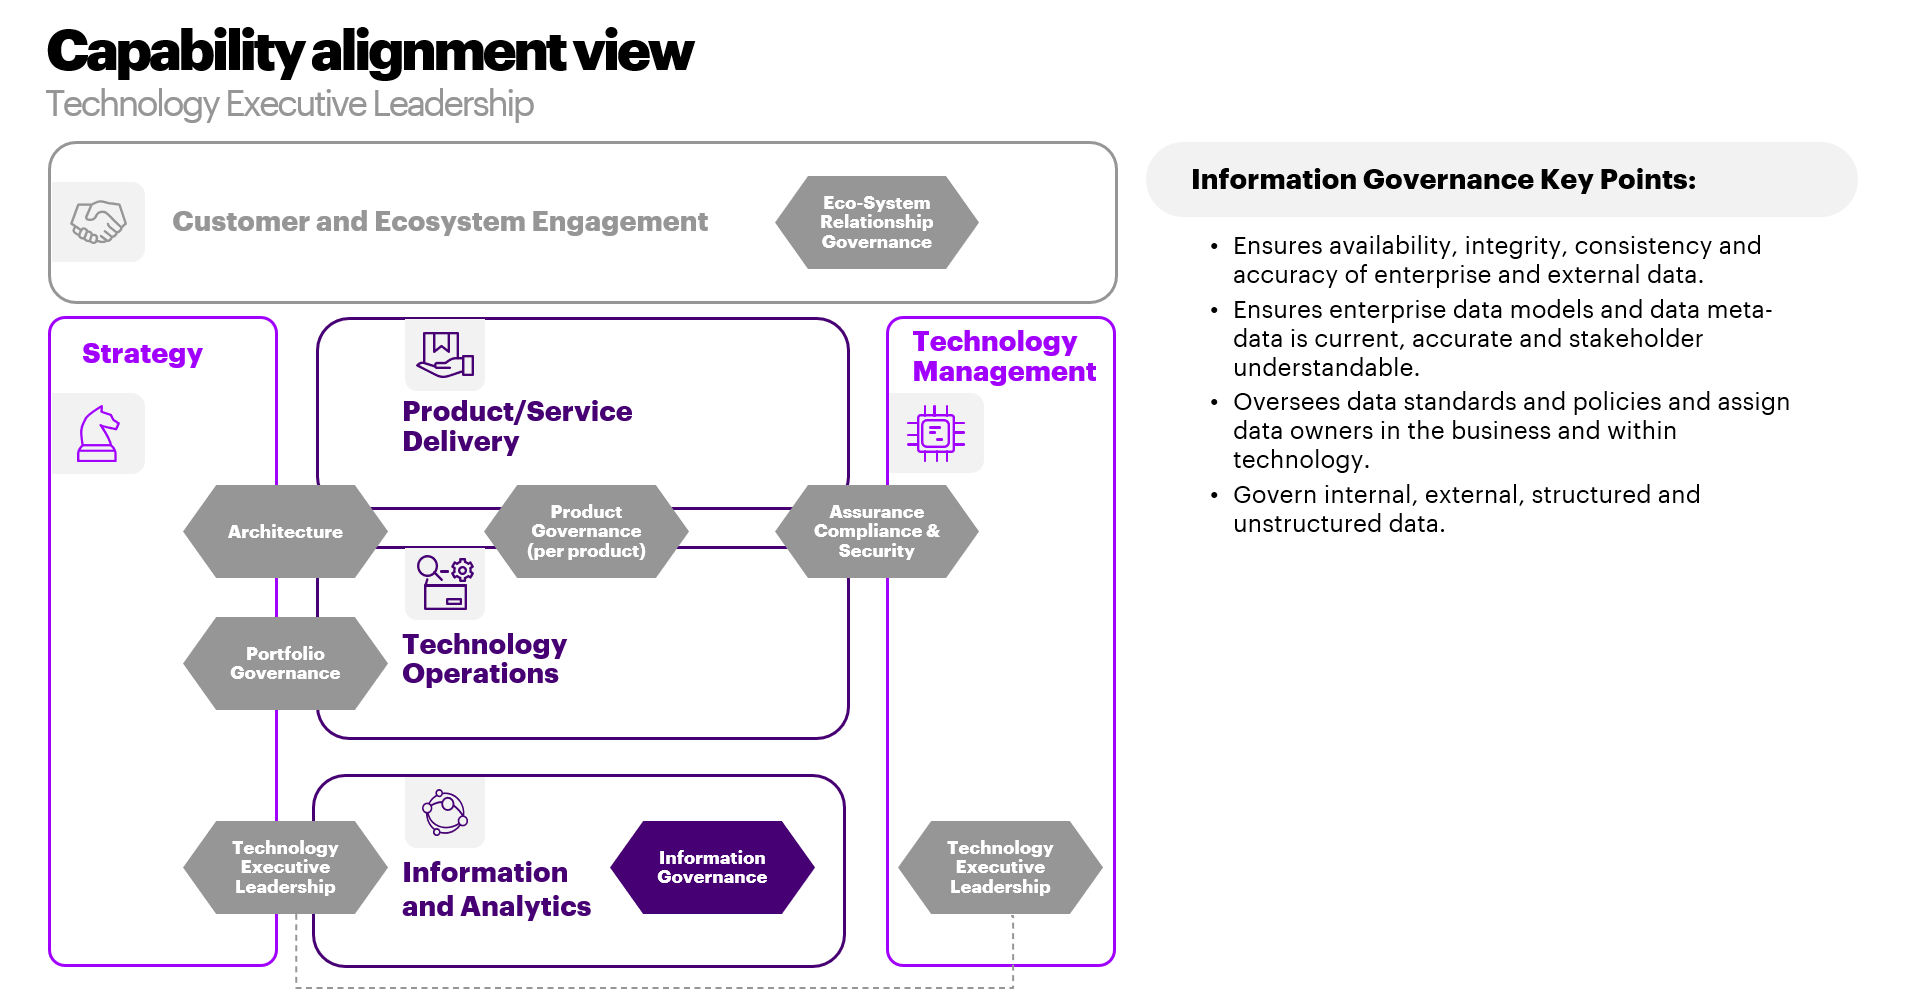 Capability alignment view
Technology Executive Leadership
Customer and Ecosystem Engagement
Eco-System
Relationship
Governance
Strategy
Product/Service
Delivery
Technology
Management
Architecture
Product
Governance
(per product)
Assurance
Compliance &
Security
Portfolio
Governance
Technology
Operations
Technology
Executive
Leadership
Information
and Analytics
Information
Governance
Technology
Executive
Leadership
Information Governance Key Points:
• Ensures availability, integrity, consistency and
accuracy of enterprise and external data.
• Ensures enterprise data models and data meta-
data is current, accurate and stakeholder
understandable.
• Oversees data standards and policies and assign
data owners in the business and within
technology.
• Govern internal, external, structured and
unstructured data.